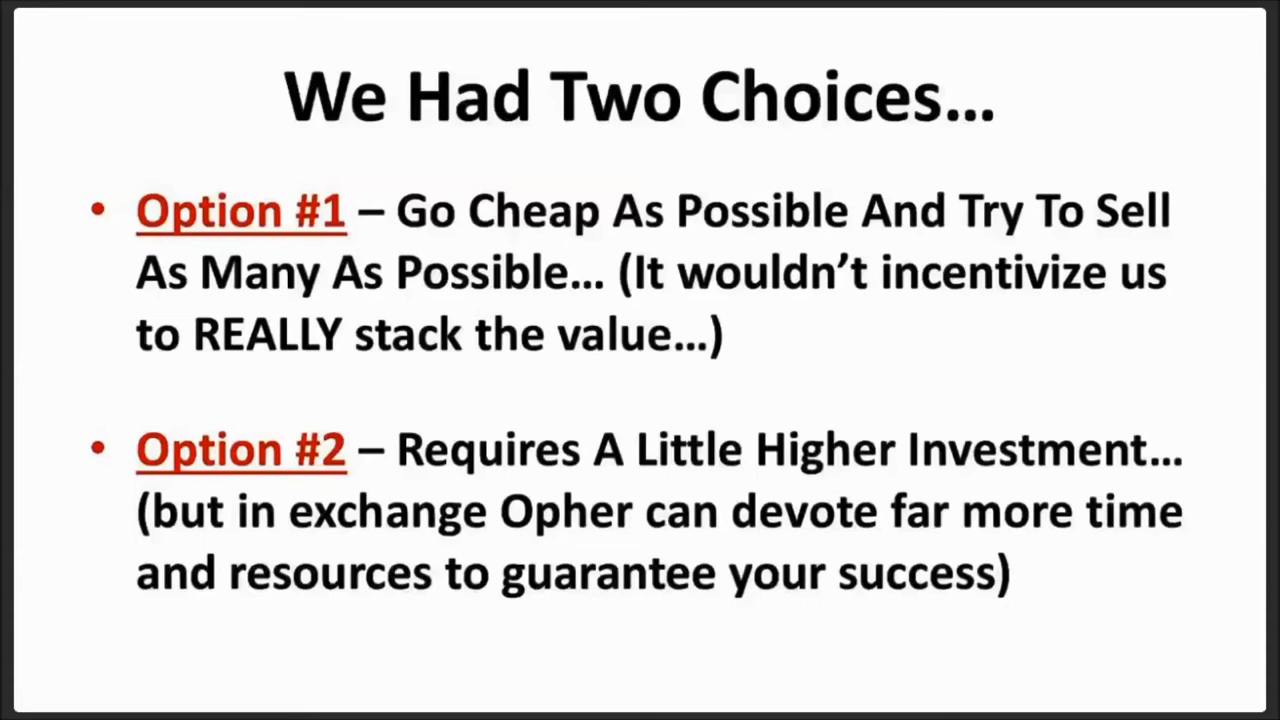 We Had Two Choices...
• Option #1 – Go Cheap As Possible And Try To Sell
As Many As Possible... (It wouldn’t incentivize us
to REALLY stack the value...)
• Option #2 – Requires A Little Higher Investment...
(but in exchange Opher can devote far more time
and resources to guarantee your success)